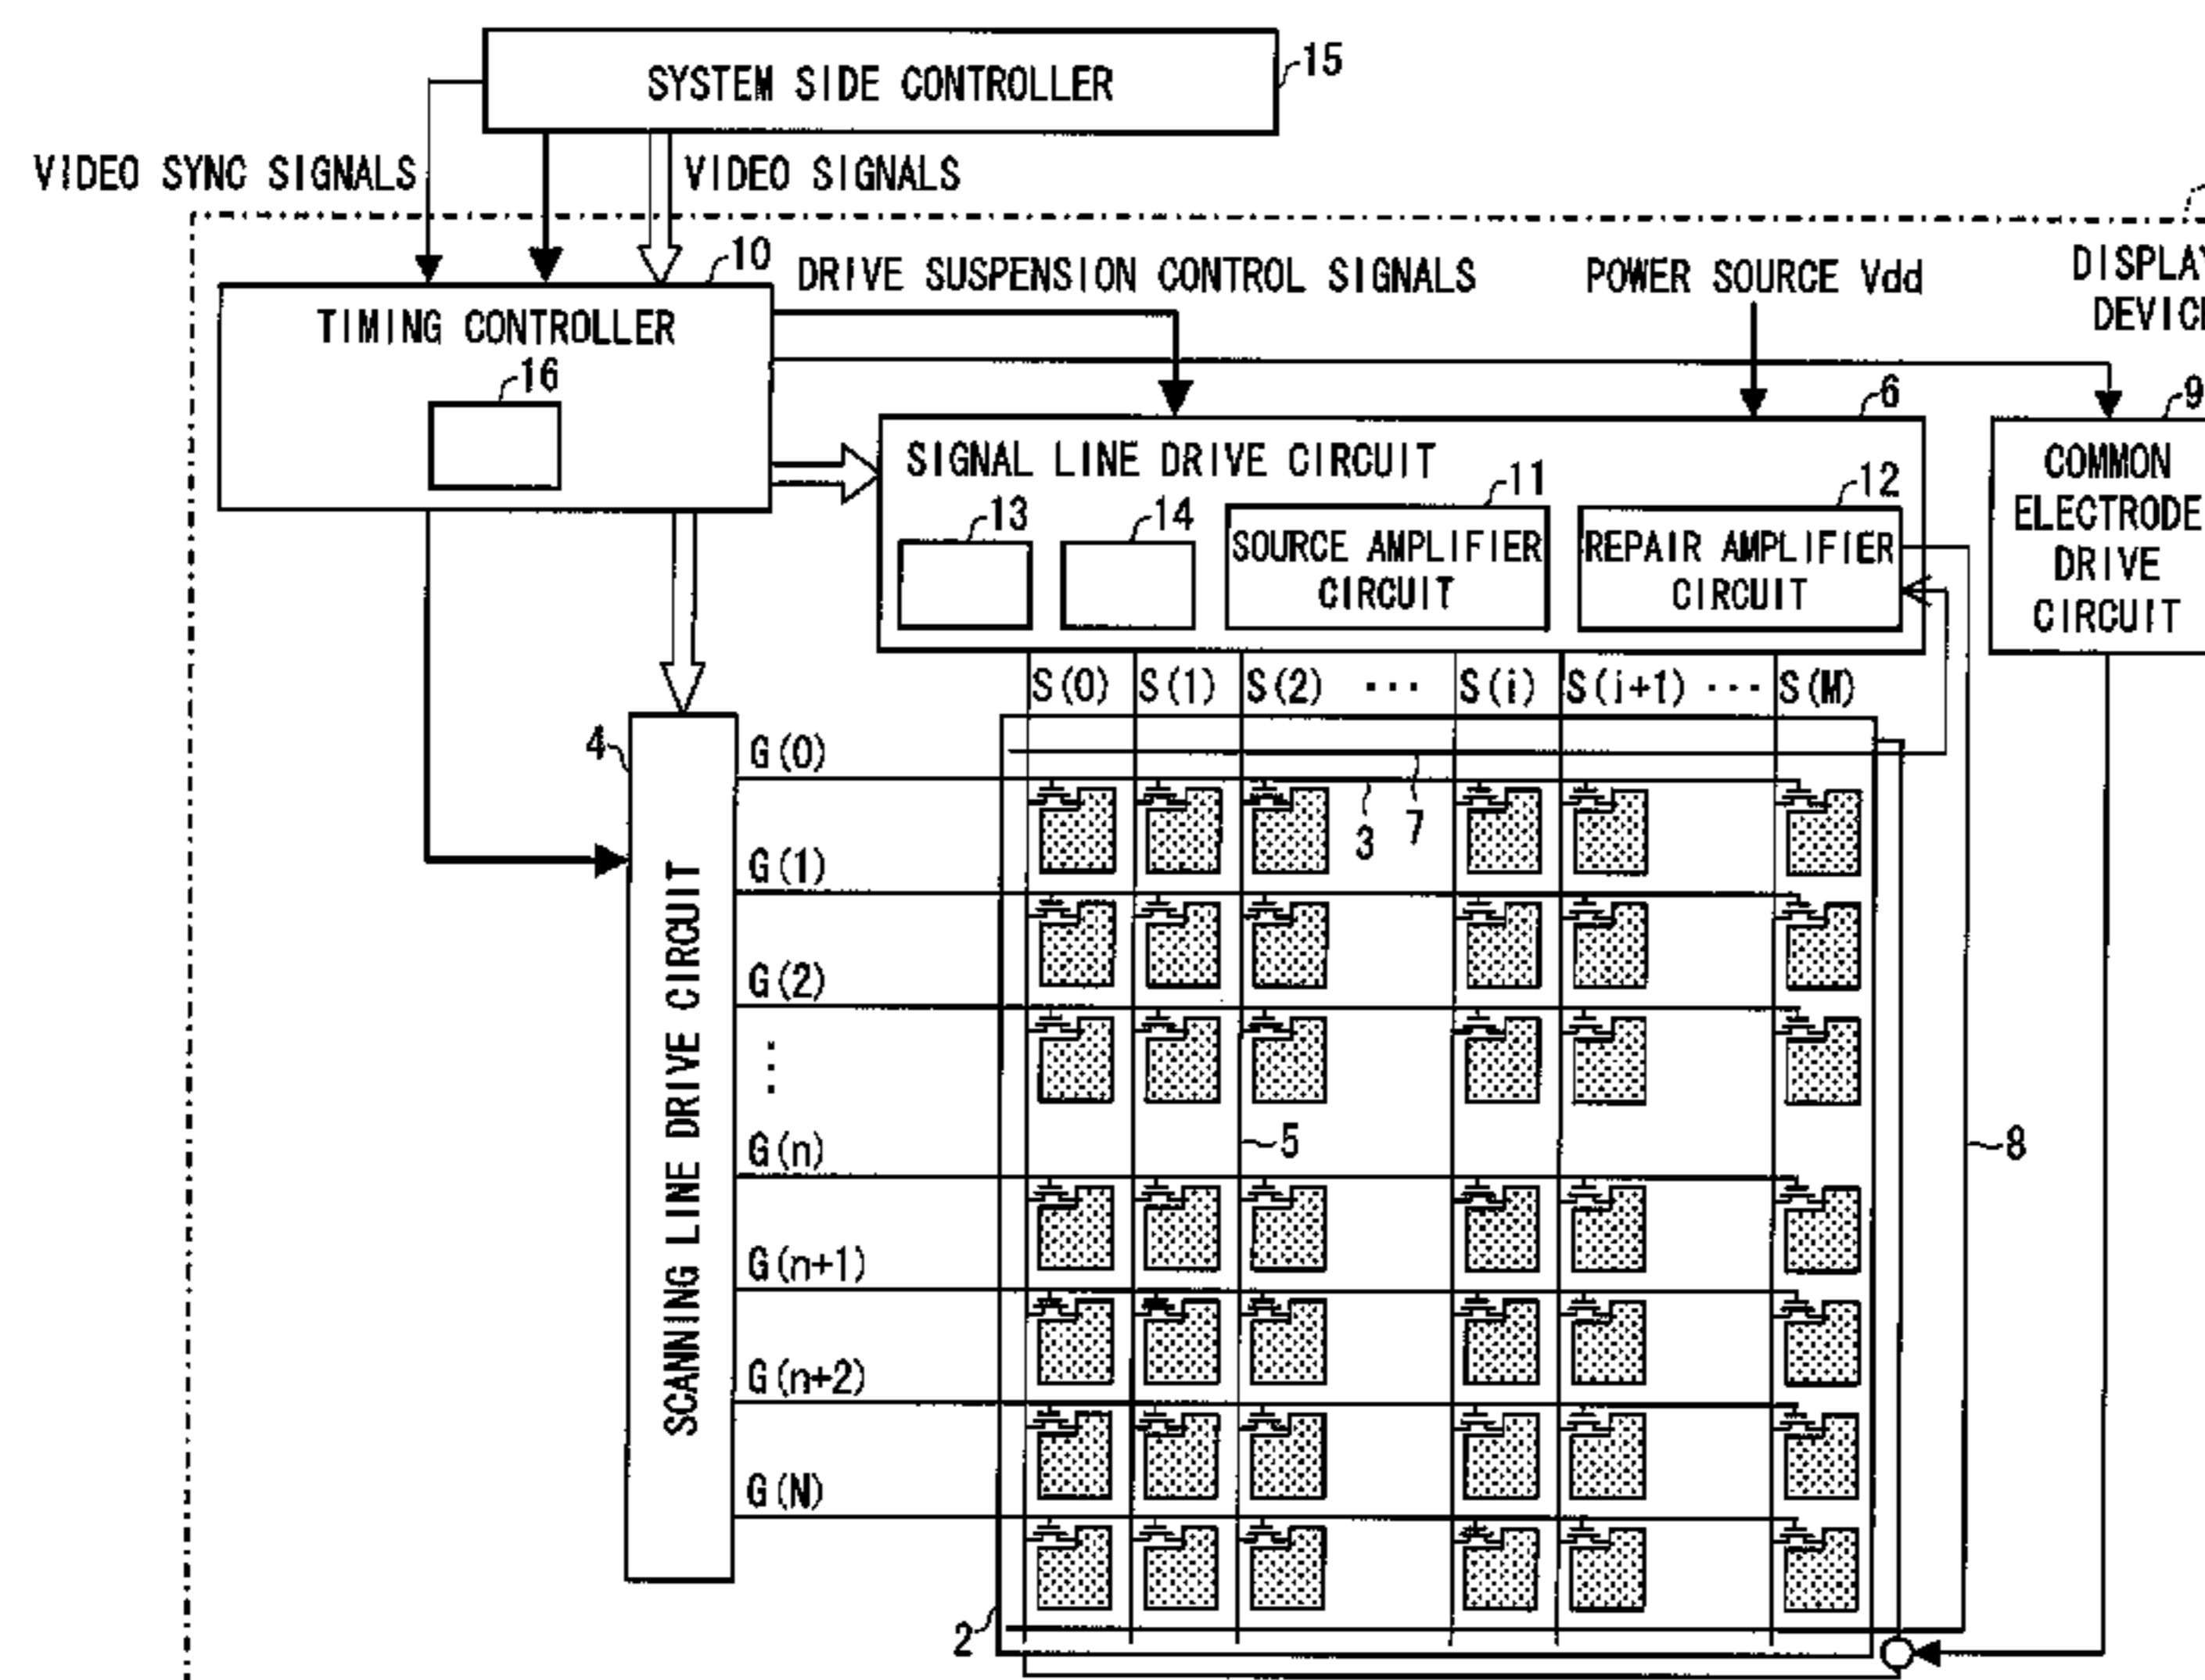 SYSTEM SIDE CONTROLLER
15
VIDEO SYNC SIGNALS
VIDEO SIGNALS
10
DRIVE SUSPENSION CONTROL SIGNALS
POWER SOURCE Vdd
TIMING CONTROLLER
16
6
9
SIGNAL LINE DRIVE CIRCUIT
13
14
11
12
SOURCE AMPLIFIER
CIRCUIT
REPAIR AMPLIFIER
CIRCUIT
COMMON
ELECTRODE
DRIVE
CIRCUIT
S(0)
S(1)
S(2)
...
S(i)
S(i+1)
...
S(M)
4
G(0)
3
7
G(1)
G(2)
⋮
5
8
G(n)
G(n+1)
G(n+2)
G(N)
SCANNING LINE DRIVE CIRCUIT
2